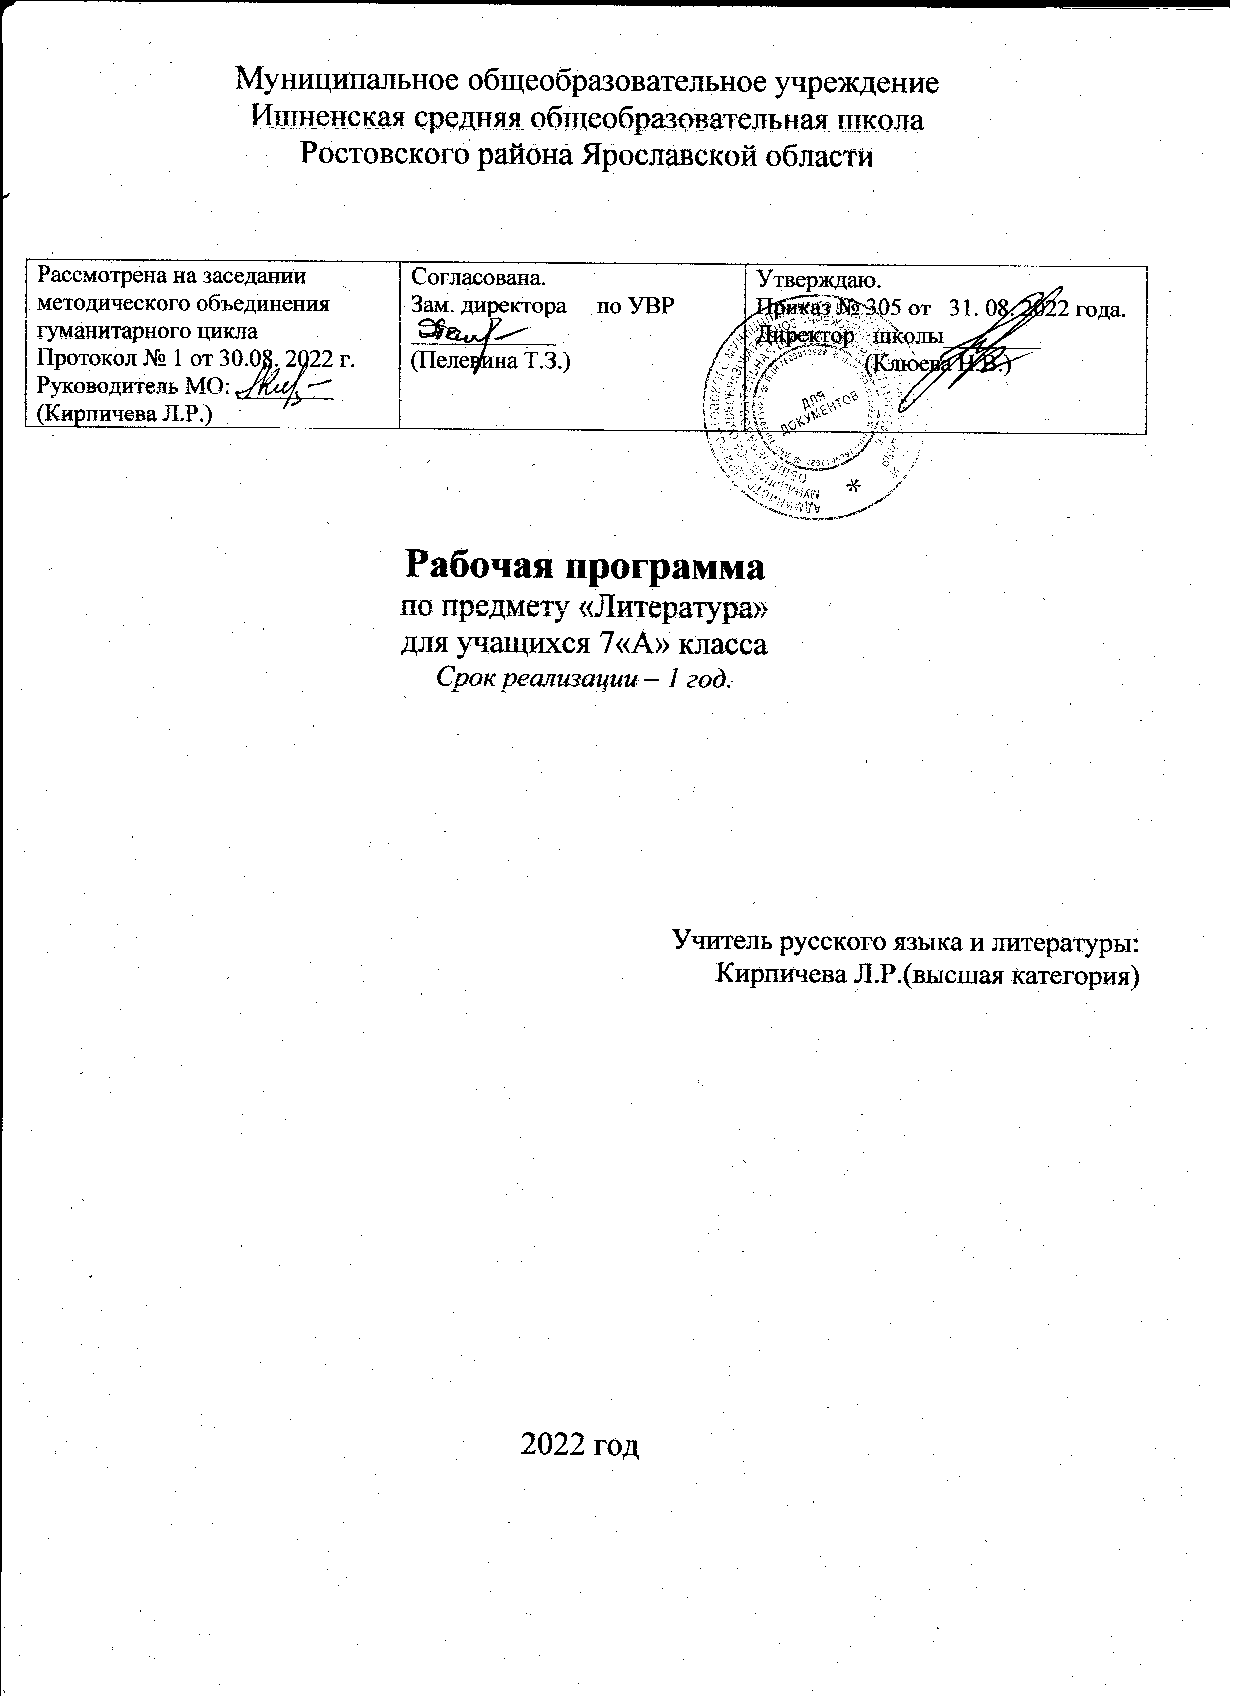 Муниципальное общеобразовательное учреждение
Ишненская средняя общеобразовательная школа
Ростовского района Ярославской области
Рассмотрена на заседании
методического объединения
гуманитарного цикла
Протокол № 1 от 30.08. 2022 г.
Руководитель МО:
(Кирпичева Л.Р.)
Согласована.
Зам. директора по УВР
(Пелевина Т.З.)
Утверждаю.
Приказ № 305 от 31. 08. 2022 года.
Директор школы
(Клюева Н.В.)
ДЛЯ
ДОКУМЕНТОВ
Рабочая программа
по предмету «Литература»
для учащихся 7«А» класса
Срок реализации – 1 год.
Учитель русского языка и литературы:
Кирпичева Л.Р.(высшая категория)
2022 год